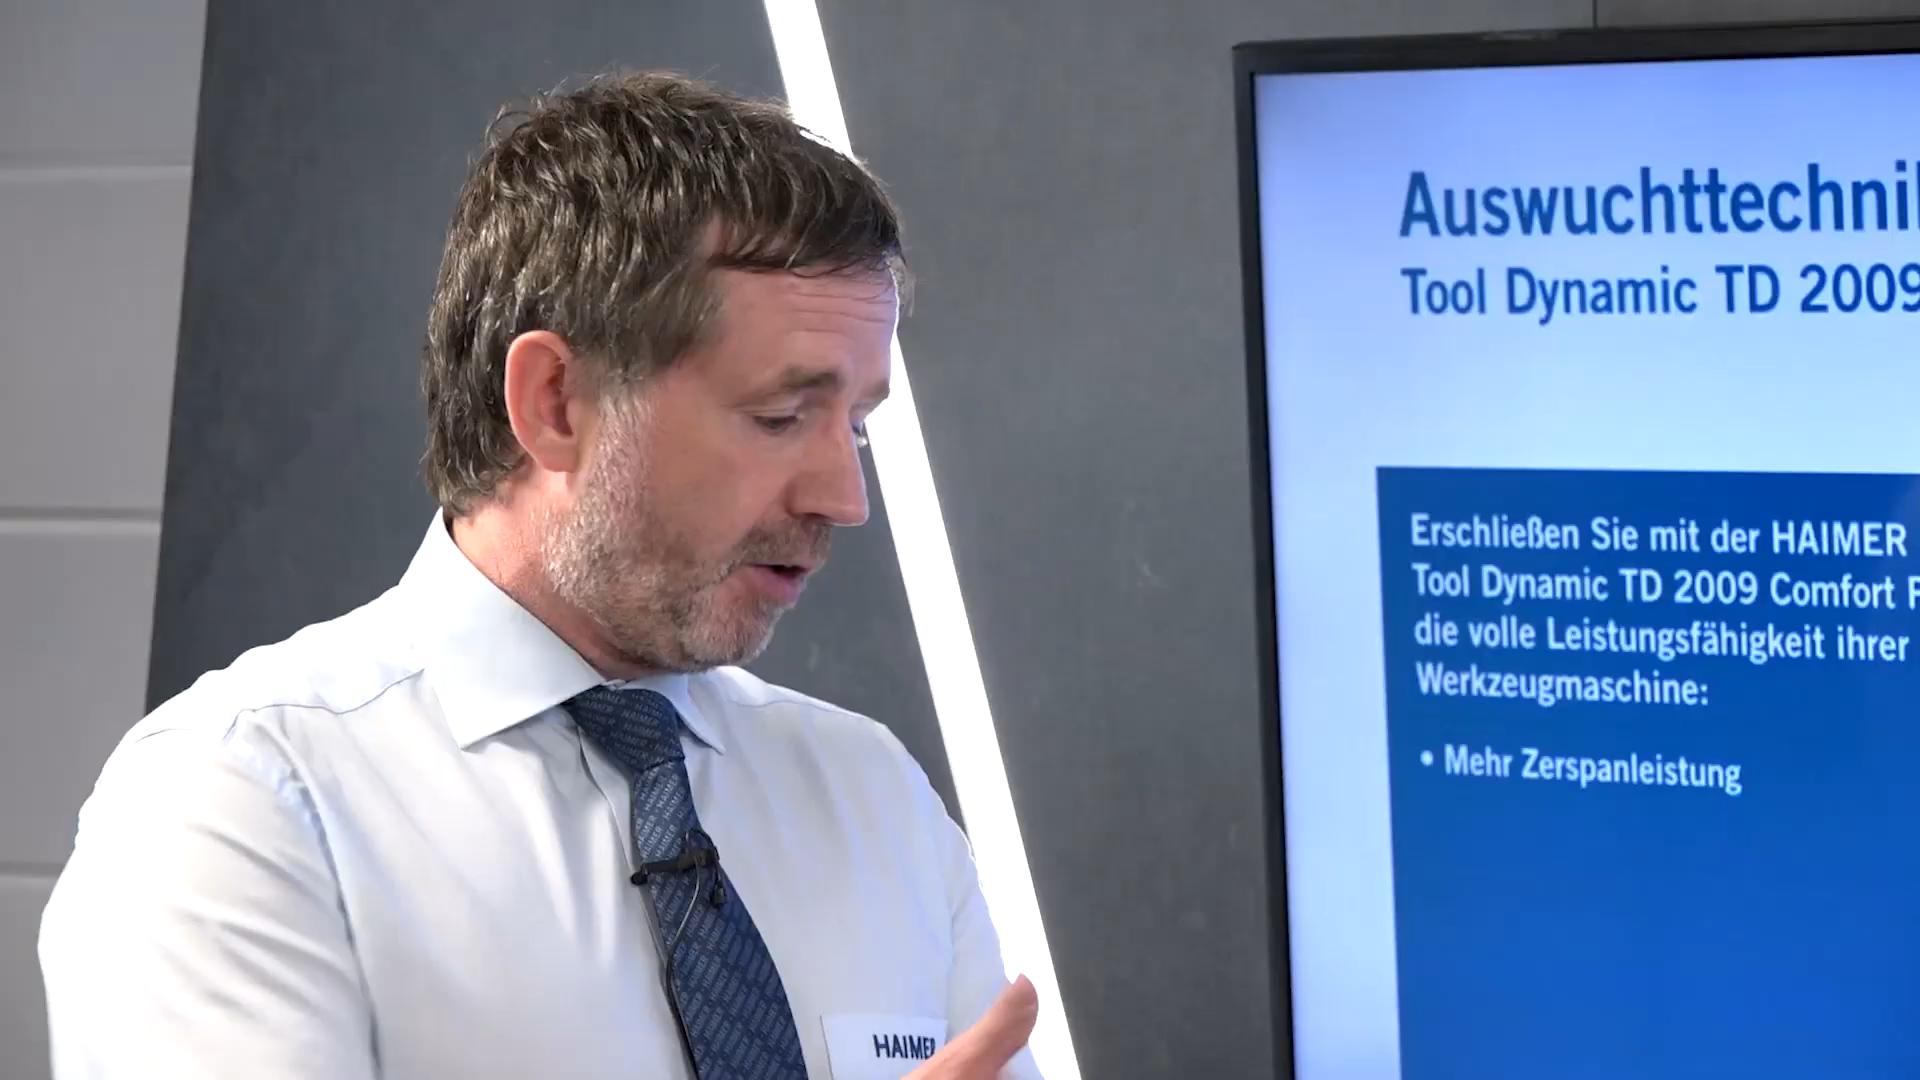 Auswuchttechnik
Tool Dynamic TD 2009
Erschließen Sie mit der HAIMER
Tool Dynamic TD 2009 Comfort
die volle Leistungsfähigkeit ihrer
Werkzeugmaschine:
• Mehr Zerspanleistung
HAIMER